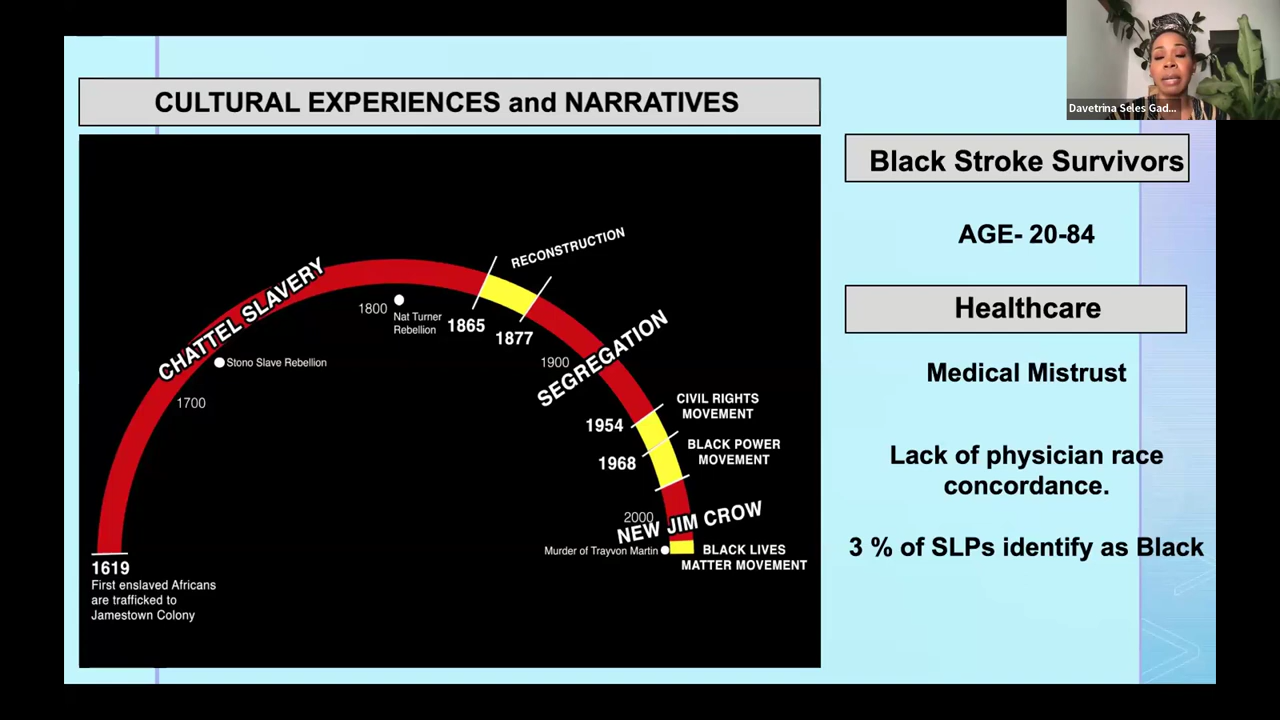 CULTURAL EXPERIENCES and NARRATIVES
RECONSTRUCTION
CHATTEL SLAVERY
1800
Nat Turner
Rebellion
1865
1877
Stono Slave Rebellion
1700
1900
SEGREGATION
1954
CIVIL RIGHTS
MOVEMENT
1968
BLACK POWER
MOVEMENT
2000
NEW JIM CROW
Murder of Trayvon Martin
BLACK LIVES
MATTER MOVEMENT
1619
First enslaved Africans
are trafficked to
Jamestown Colony
Davetrina Seles Gad...
Black Stroke Survivors
AGE- 20-84
Healthcare
Medical Mistrust
Lack of physician race
concordance.
3 % of SLPs identify as Black